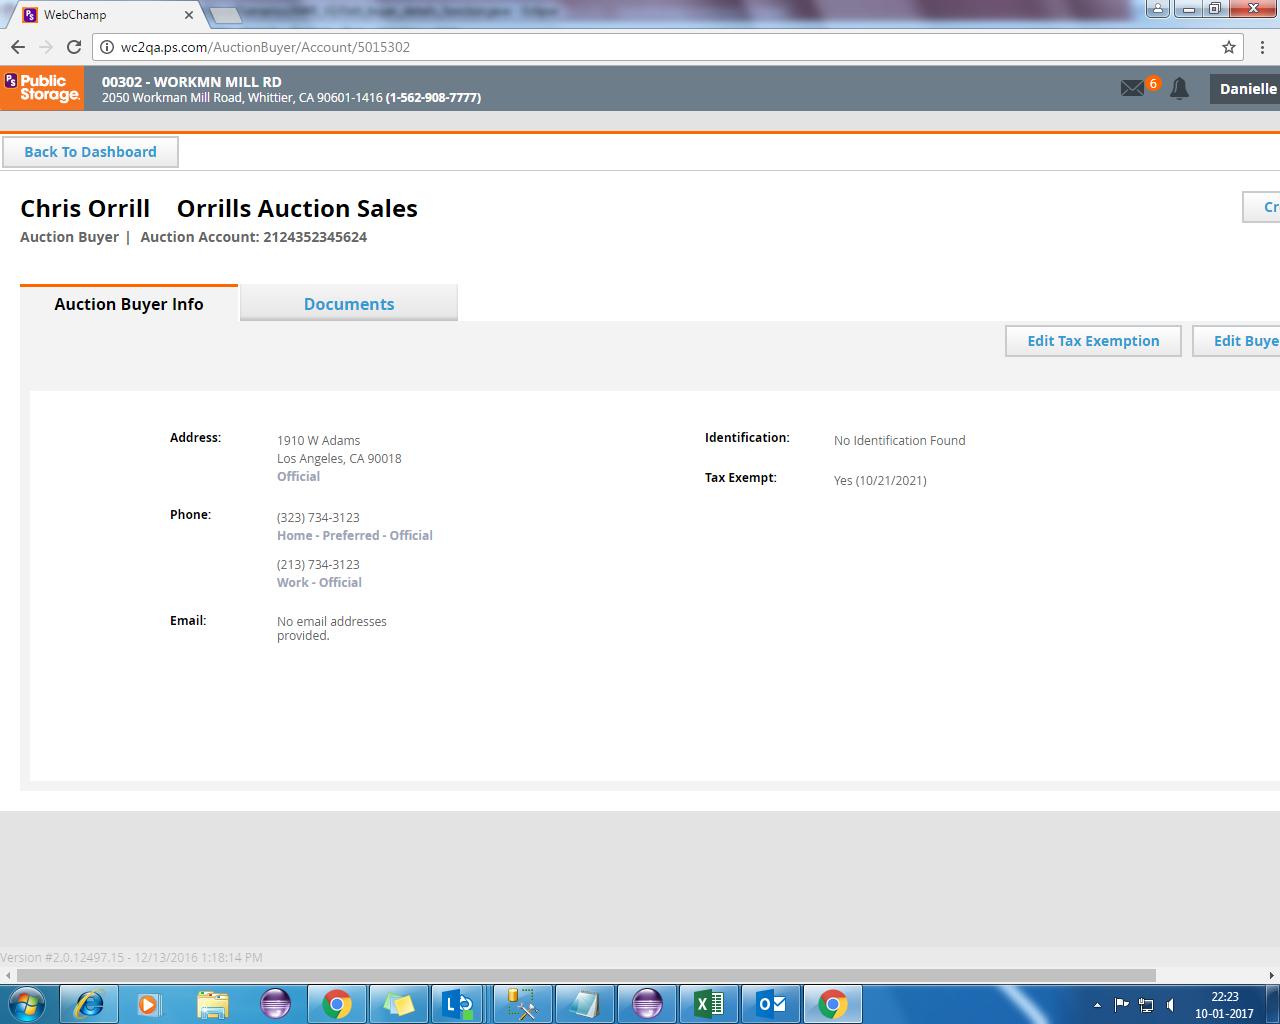 WebChamp
wc2qa.ps.com/AuctionBuyer/Account/5015302
PS Public Storage.
00302 - WORKMN MILL RD
2050 Workman Mill Road, Whittier, CA 90601-1416 (1-562-908-7777)
6
Danielle
Back To Dashboard
Chris Orrill Orrills Auction Sales
Cr
Auction Buyer | Auction Account: 2124352345624
Auction Buyer Info
Documents
Edit Tax Exemption
Edit Buye
Address:
1910 W Adams
Los Angeles, CA 90018
Official
Phone:
(323) 734-3123
Home - Preferred - Official
(213) 734-3123
Work - Official
Email:
No email addresses
provided.
Identification:
No Identification Found
Tax Exempt:
Yes (10/21/2021)
Version #2.0.12497.15 - 12/13/2016 1:18:14 PM
22:23
10-01-2017